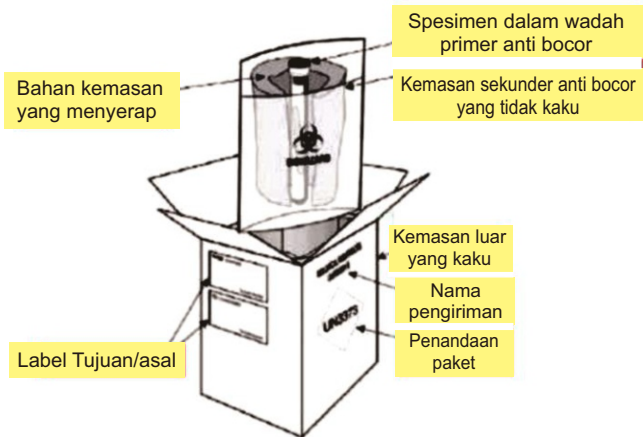 Spesimen dalam wadah
primer anti bocor
Bahan kemasan
yang menyerap
Kemasan sekunder anti bocor
yang tidak kaku
Kemasan luar
yang kaku
Nama
pengiriman
UN3373
Penandaan
paket
Label Tujuan/asal